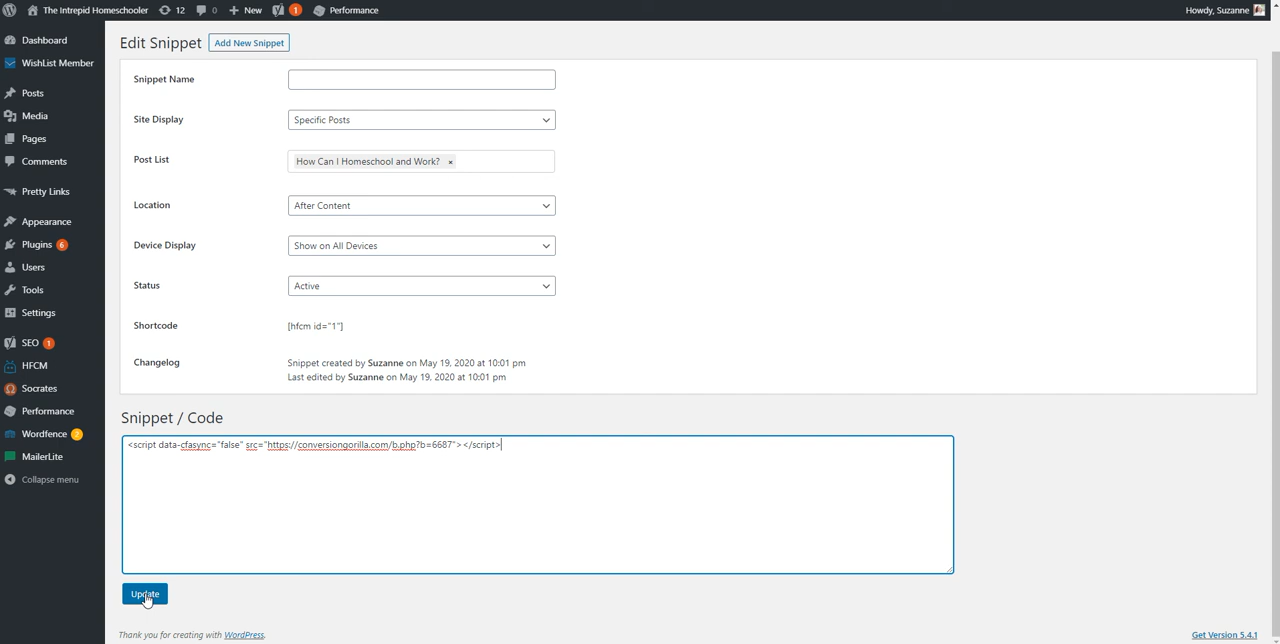 The Intrepid Homeschooler 12 0 New 1 Performance Howdy, Suzanne
Dashboard
WishList Member
Posts
Media
Pages
Comments
Pretty Links
Appearance
Plugins 6
Users
Tools
Settings
SEO 1
HFCM
Socrates
Performance
Wordfence 2
MailerLite
Collapse menu
Edit Snippet Add New Snippet
Snippet Name
Site Display Specific Posts
Post List How Can I Homeschool and Work? ×
Location After Content
Device Display Show on All Devices
Status Active
Shortcode [hfcm id="1"]
Changelog Snippet created by Suzanne on May 19, 2020 at 10:01 pm
Last edited by Suzanne on May 19, 2020 at 10:01 pm
Snippet / Code
<script data-cfasync="false" src="https://conversiongorilla.com/b.php?b=6687"></script>
Update
Thank you for creating with WordPress.
Get Version 5.4.1